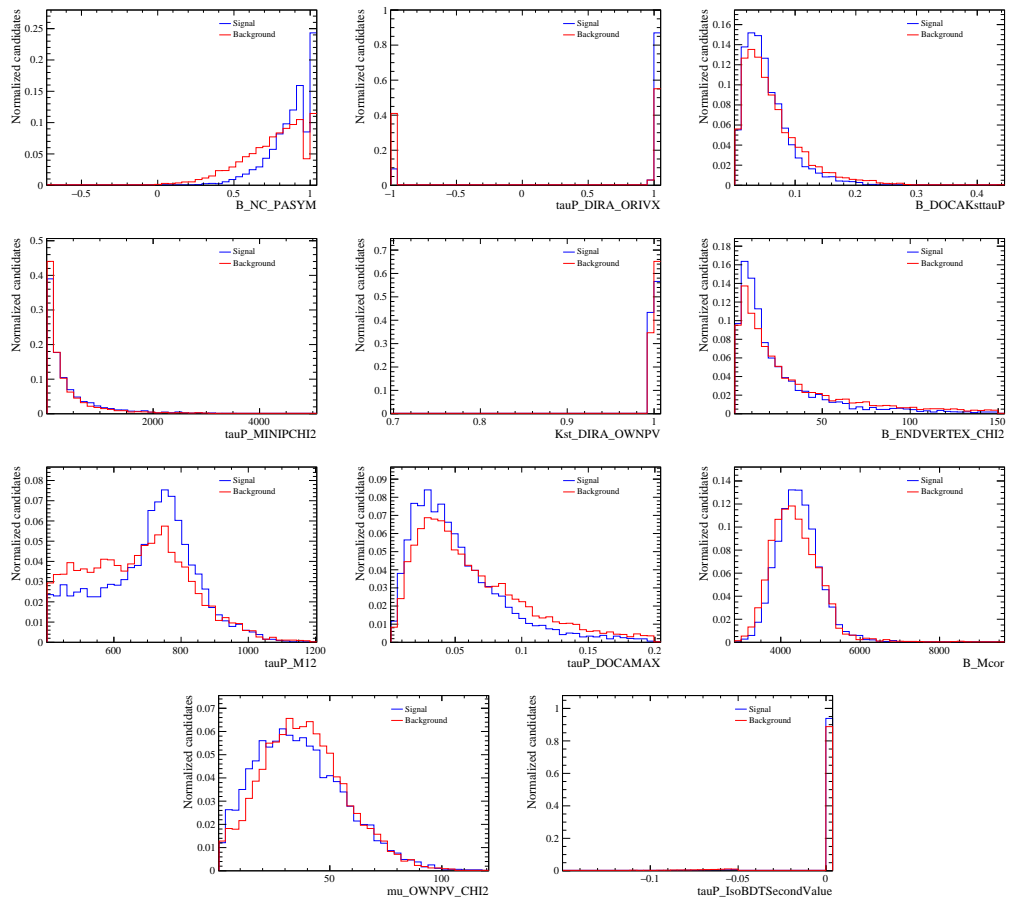 Normalized candidates
Signal
Background
0.25
0.2
0.15
0.1
0.05
0
−0.5
0
0.5
1
B_NC_PASYM
Normalized candidates
Signal
Background
1
0.8
0.6
0.4
0.2
0
−1
−0.5
0
0.5
1
tauP_DIRA_ORIVX
Normalized candidates
Signal
Background
0.16
0.14
0.12
0.1
0.08
0.06
0.04
0.02
0
0.1
0.2
0.3
0.4
B_DOCAKsttauP
Normalized candidates
Signal
Background
0.5
0.4
0.3
0.2
0.1
0
2000
4000
tauP_MINIPCHI2
Normalized candidates
Signal
Background
0.7
0.6
0.5
0.4
0.3
0.2
0.1
0
0.7
0.8
0.9
1
Kst_DIRA_OWNPV
Normalized candidates
Signal
Background
0.18
0.16
0.14
0.12
0.1
0.08
0.06
0.04
0.02
0
50
100
150
B_ENDVERTEX_CHI2
Normalized candidates
Signal
Background
0.08
0.07
0.06
0.05
0.04
0.03
0.02
0.01
0
600
800
1000
1200
tauP_M12
Normalized candidates
Signal
Background
0.09
0.08
0.07
0.06
0.05
0.04
0.03
0.02
0.01
0
0.05
0.1
0.15
0.2
tauP_DOCAMAX
Normalized candidates
Signal
Background
0.14
0.12
0.1
0.08
0.06
0.04
0.02
0
4000
6000
8000
B_Mcor
Normalized candidates
Signal
Background
0.07
0.06
0.05
0.04
0.03
0.02
0.01
0
50
100
mu_OWNPV_CHI2
Normalized candidates
Signal
Background
1
0.8
0.6
0.4
0.2
0
−0.1
−0.05
0
tauP_IsoBDTSecondValue